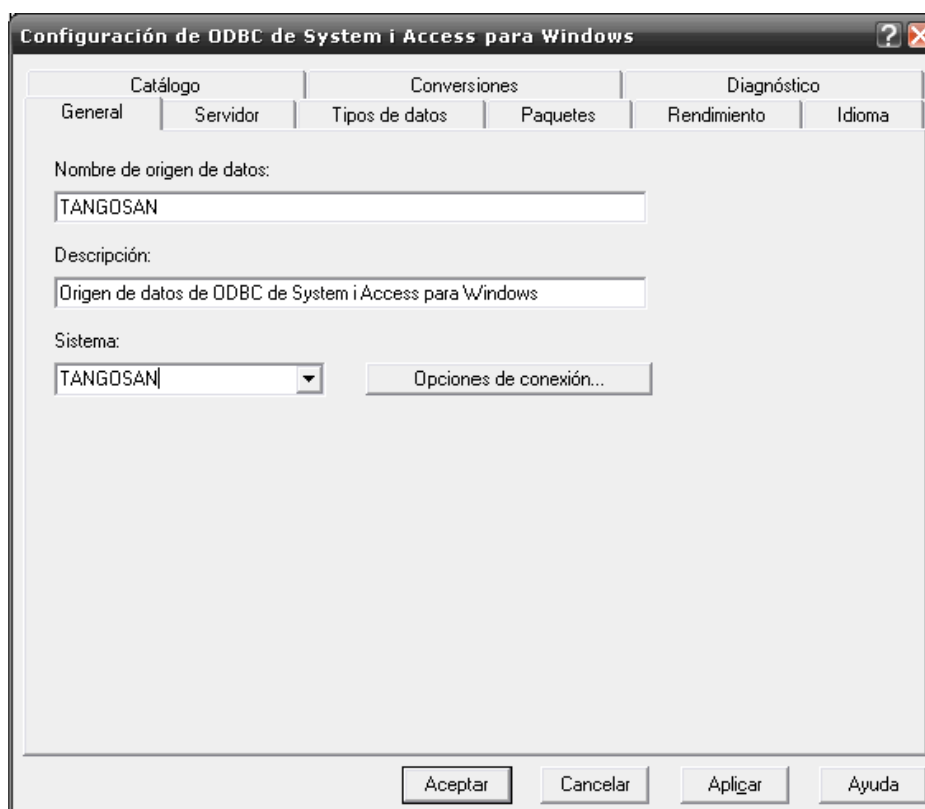 Configuración de ODBC de System i Access para Windows
Catálogo Conversiones Diagnóstico
General Servidor Tipos de datos Paquetes Rendimiento Idioma
Nombre de origen de datos:
TANGOSAN
Descripción:
Origen de datos de ODBC de System i Access para Windows
Sistema:
TANGOSAN Opciones de conexión...
Aceptar Cancelar Aplicar Ayuda